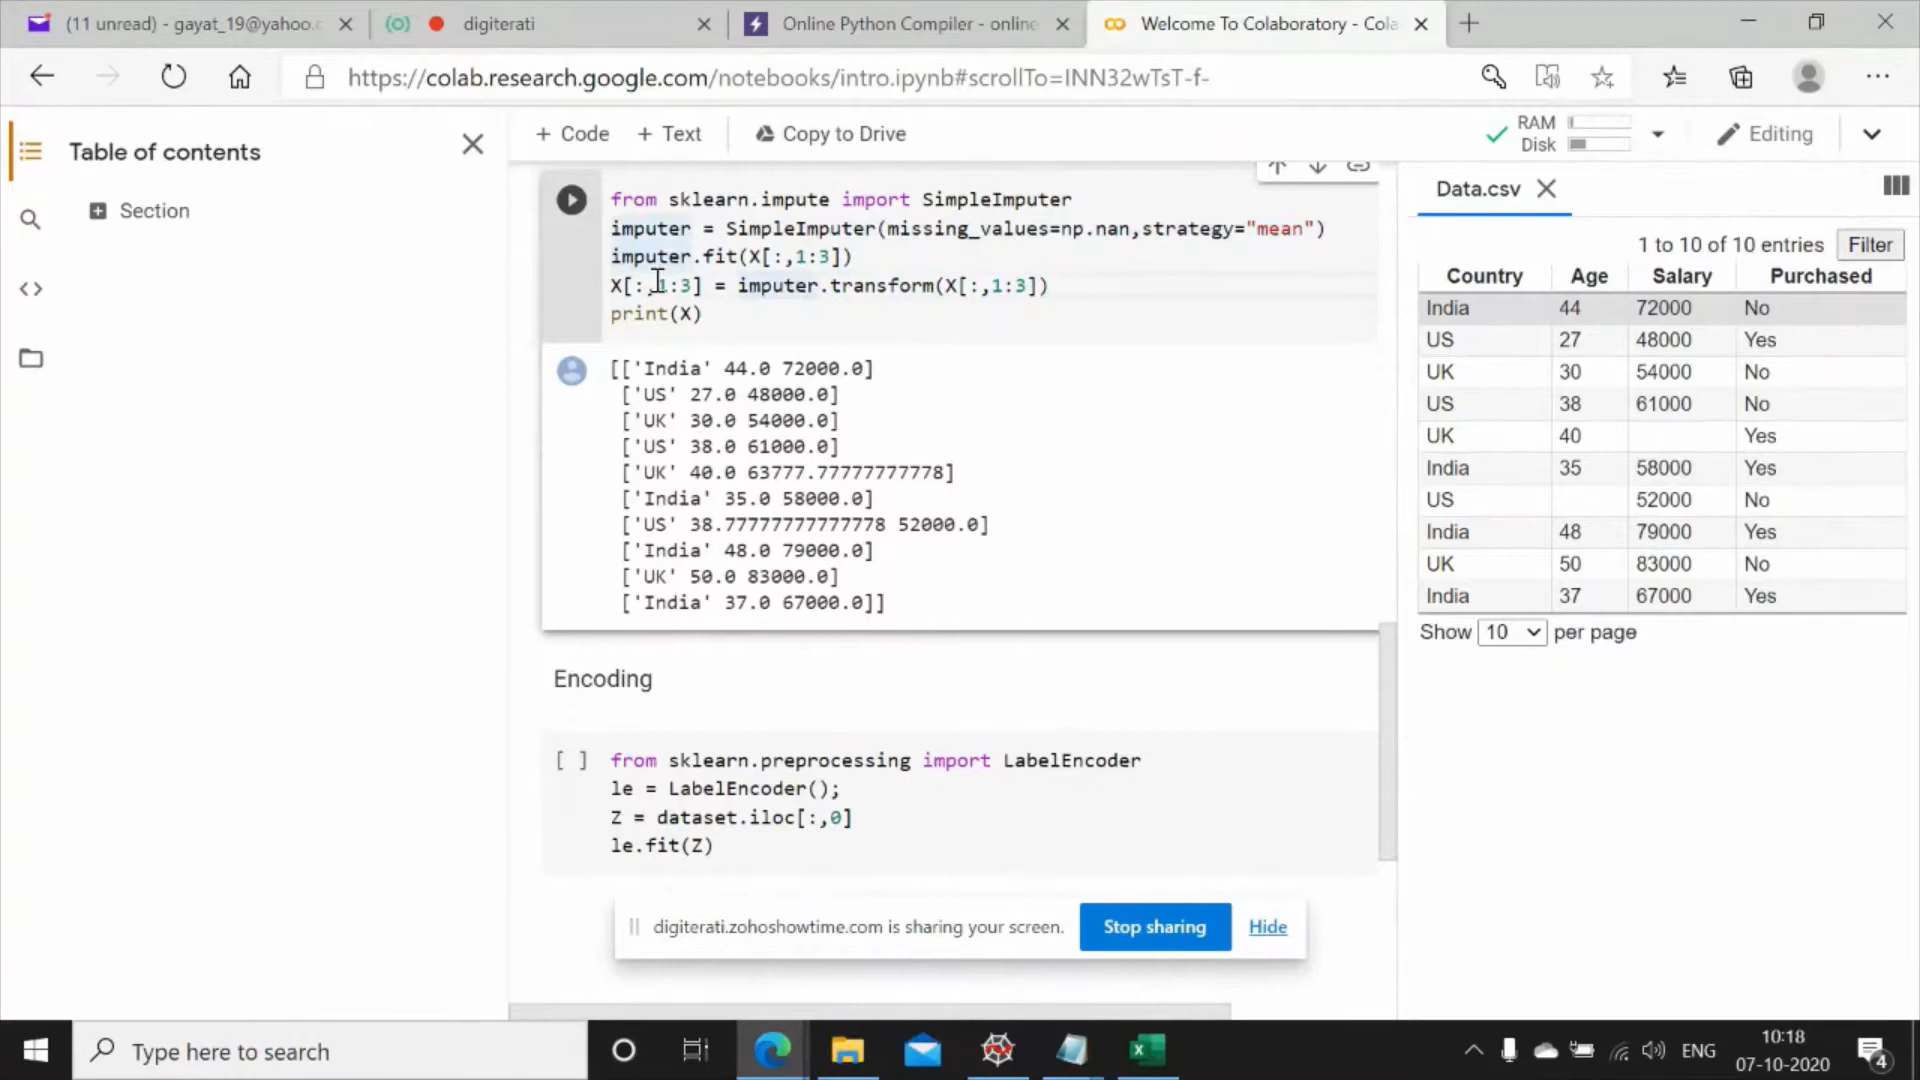 (11 unread) - gayat_19@yahoo.c
digiterati
Online Python Compiler - online
Welcome To Colaboratory - Cola
https://colab.research.google.com/notebooks/intro.ipynb#scrollTo=INN32wTsT-f-
Table of contents
Section
+ Code + Text Copy to Drive
RAM
Disk
Editing
from sklearn.impute import SimpleImputer
imputer = SimpleImputer(missing_values=np.nan,strategy="mean")
imputer.fit(X[:,1:3])
X[:,1:3] = imputer.transform(X[:,1:3])
print(X)
[['India' 44.0 72000.0]
['US' 27.0 48000.0]
['UK' 30.0 54000.0]
['US' 38.0 61000.0]
['UK' 40.0 63777.77777777778]
['India' 35.0 58000.0]
['US' 38.77777777777778 52000.0]
['India' 48.0 79000.0]
['UK' 50.0 83000.0]
['India' 37.0 67000.0]]
Encoding
[ ] from sklearn.preprocessing import LabelEncoder
le = LabelEncoder();
Z = dataset.iloc[:,0]
le.fit(Z)
Data.csv
1 to 10 of 10 entries Filter
Country Age Salary Purchased
India 44 72000 No
US 27 48000 Yes
UK 30 54000 No
US 38 61000 No
UK 40 Yes
India 35 58000 Yes
US 52000 No
India 48 79000 Yes
UK 50 83000 No
India 37 67000 Yes
Show 10 per page
digiterati.zohoshowtime.com is sharing your screen. Stop sharing Hide
Type here to search
ENG
10:18
07-10-2020
4